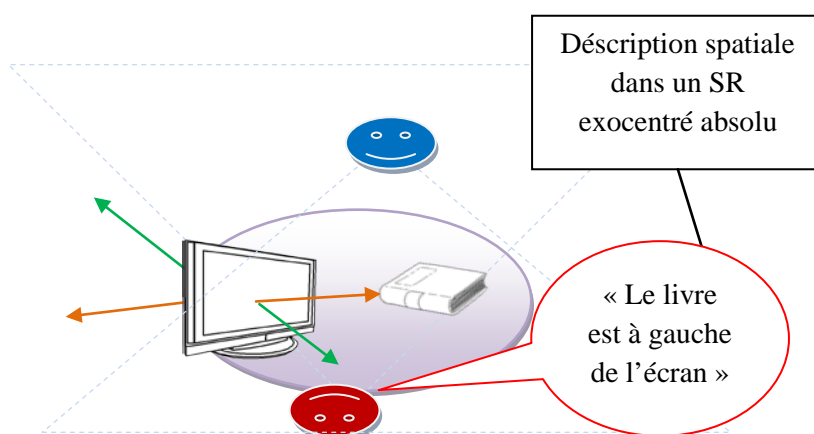 Déscription spatiale
dans un SR
exocentré absolu
« Le livre
est à gauche
de l’écran »